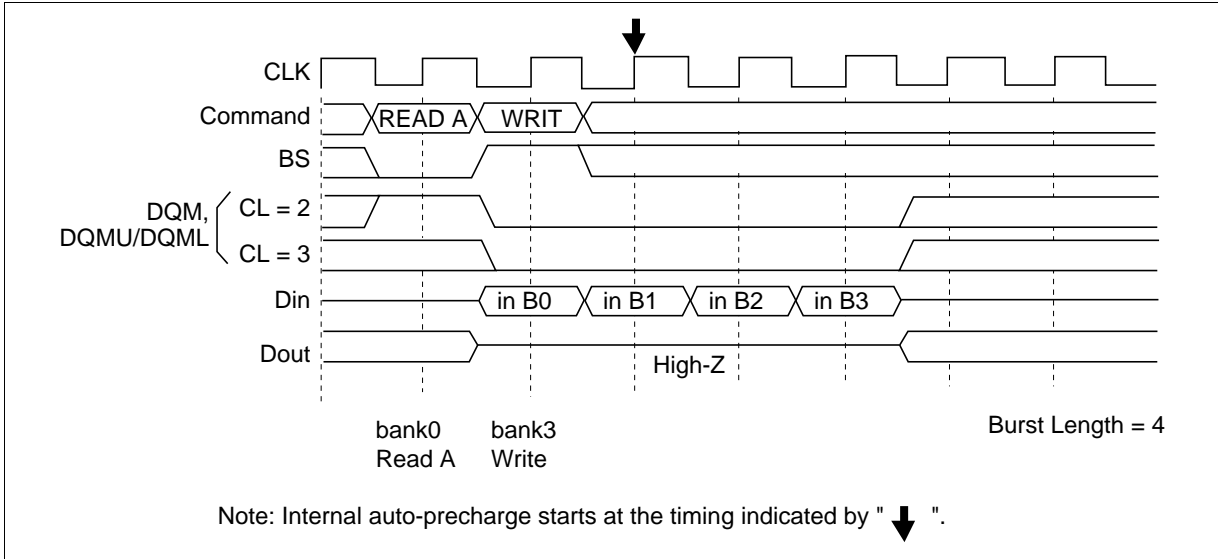 CLK
Command READ A WRIT
BS
DQM, DQMU/DQML
CL = 2
CL = 3
Din in B0 in B1 in B2 in B3
Dout High-Z
bank0 Read A
bank3 Write
Burst Length = 4
Note: Internal auto-precharge starts at the timing indicated by " ".